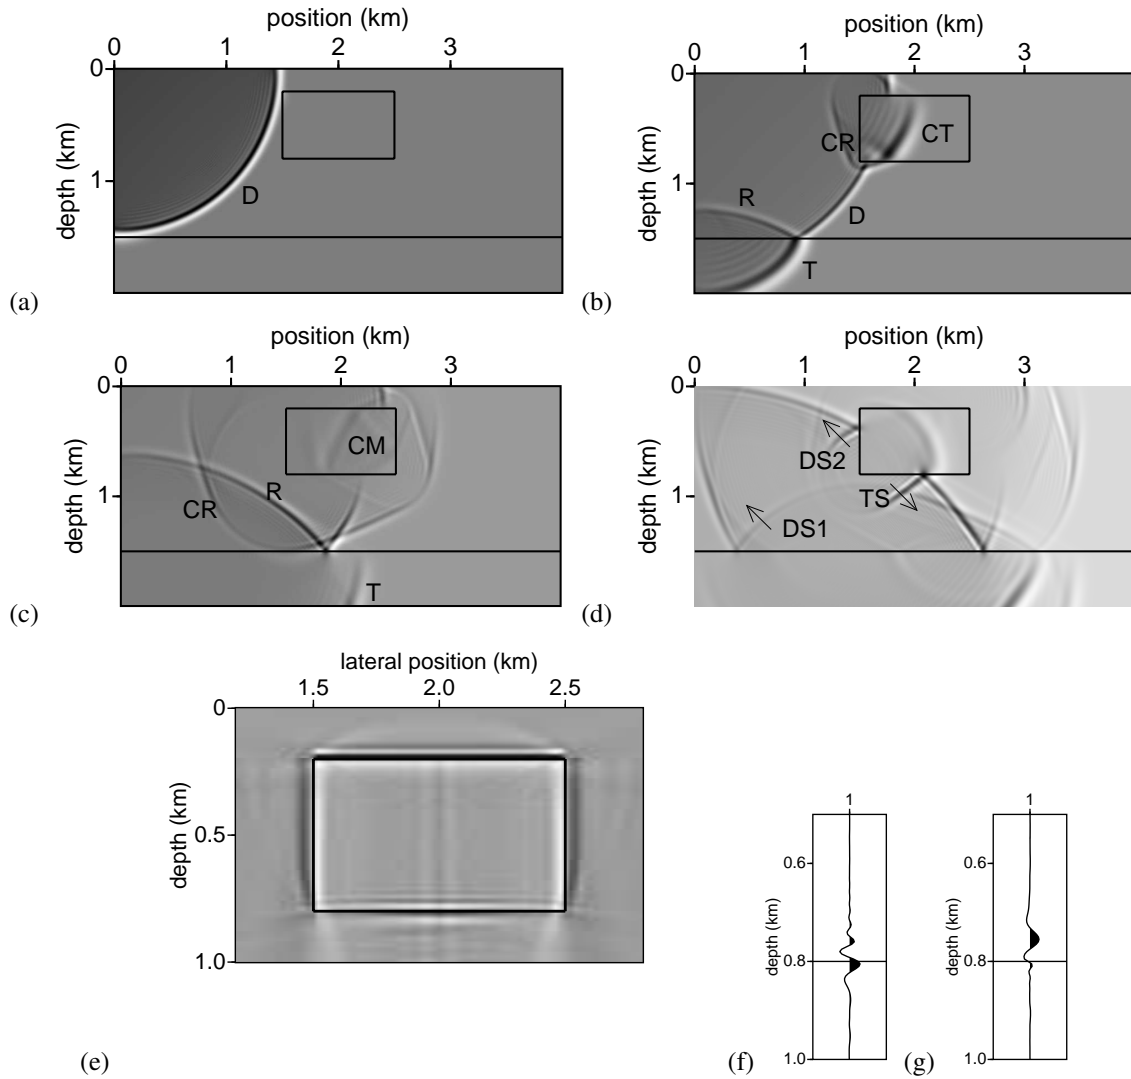 position (km)
0 1 2 3
0
1
depth (km)
D
(a)
position (km)
0 1 2 3
0
1
depth (km)
CR
CT
R
D
T
(b)
position (km)
0 1 2 3
0
1
depth (km)
CM
CR
R
T
(c)
position (km)
0 1 2 3
0
1
depth (km)
DS2
TS
DS1
(d)
lateral position (km)
1.5 2.0 2.5
0
0.5
1.0
depth (km)
(e)
1
0.6
0.8
1.0
depth (km)
(f)
1
0.6
0.8
1.0
depth (km)
(g)